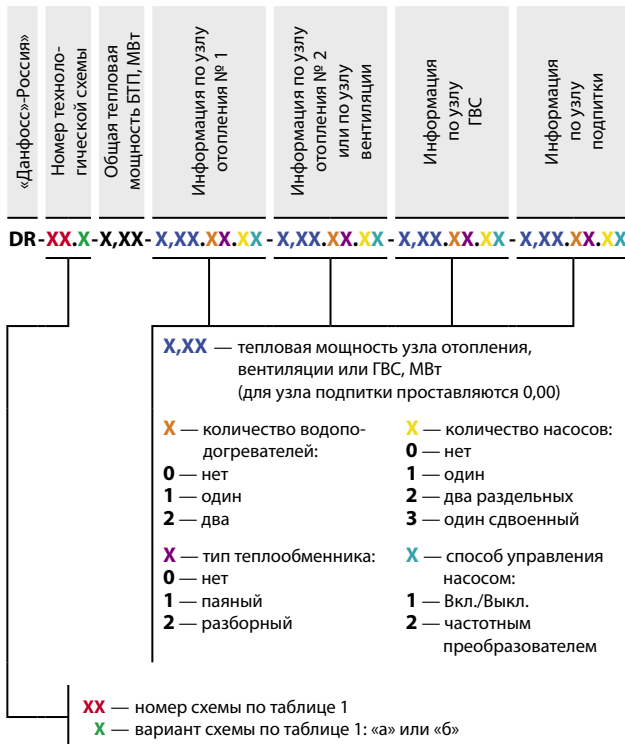 «Данфосс»-Россия»
Номер техноло-
гической схемы
Общая тепловая
мощность БТП, МВт
Информация по узлу
отопления № 1
Информация по узлу
отопления № 2
или по узлу
вентиляции
Информация
по узлу
ГВС
Информация
по узлу
подпитки
DR-XX.X-X,XX-X,XX.XX.XX-X,XX.XX.XX-X,XX.XX.XX-X,XX.XX.XX
X,XX — тепловая мощность узла отопления,
вентиляции или ГВС, МВт
(для узла подпитки проставляются 0,00)
X — количество водопо-
догревателей:
0 — нет
1 — один
2 — два
X — тип теплообменника:
0 — нет
1 — паяный
2 — разборный
X — количество насосов:
0 — нет
1 — один
2 — два раздельных
3 — один сдвоенный
X — способ управления
насосом:
1 — Вкл./Выкл.
2 — частотным
преобразователем
XX — номер схемы по таблице 1
X — вариант схемы по таблице 1: «а» или «б»